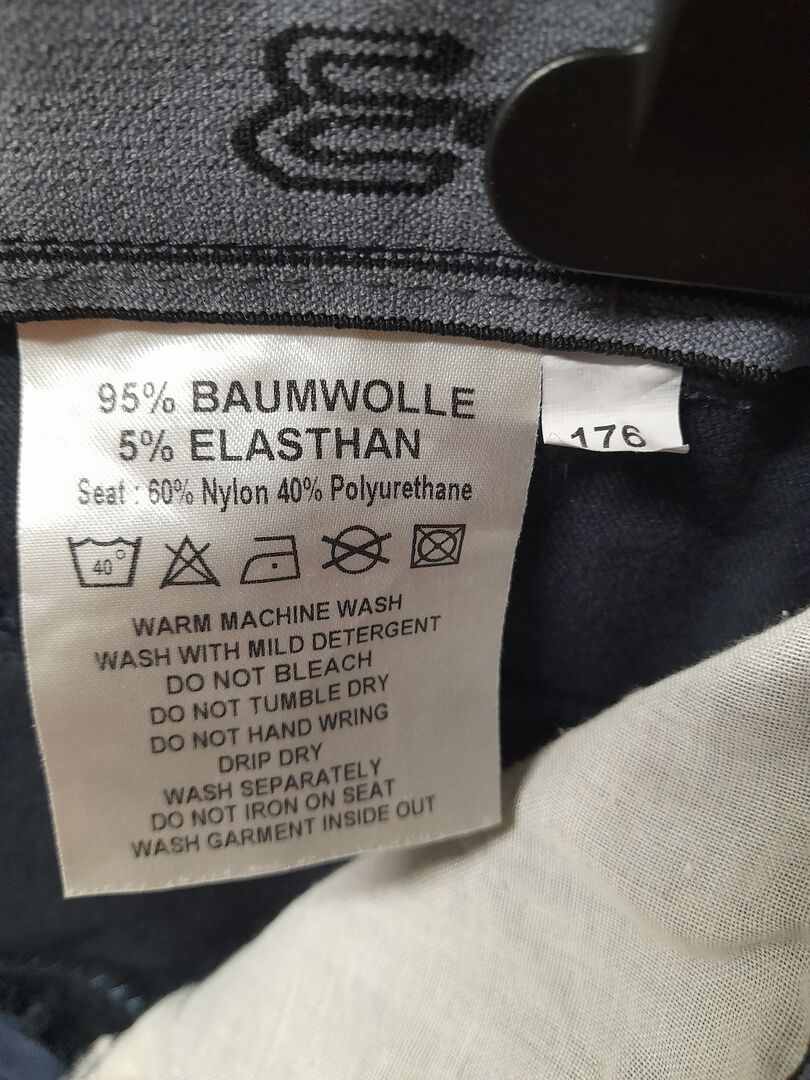 95% BAUMWOLLE
5% ELASTHAN
Seat : 60% Nylon 40% Polyurethane
176
40°
WARM MACHINE WASH
WASH WITH MILD DETERGENT
DO NOT BLEACH
DO NOT TUMBLE DRY
DO NOT HAND WRING
DRIP DRY
WASH SEPARATELY
DO NOT IRON ON SEAT
WASH GARMENT INSIDE OUT